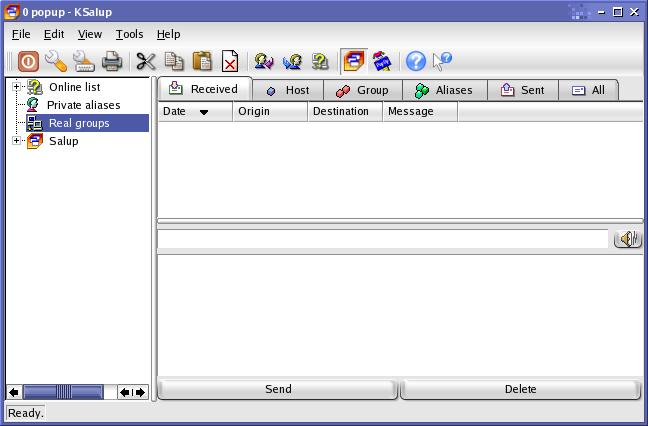 0 popup - KSalup
File Edit View Tools Help
Online list
Private aliases
Real groups
Salup
Received Host Group Aliases Sent All
Date Origin Destination Message
Send Delete
Ready.